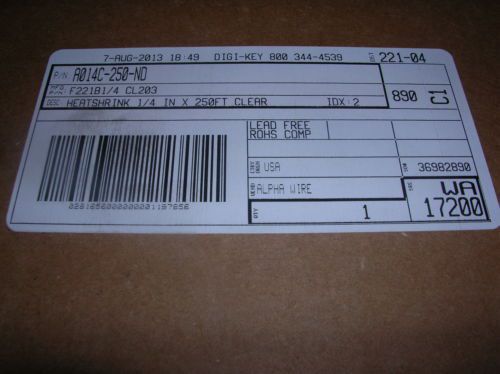 7-AUG-2013 18:49 DIGI-KEY 800 344-4539
DST 221-04
P/N A014C-250-ND
MFG P/N: F221B1/4 CL203
DESC: HEATSHRINK 1/4 IN X 250FT CLEAR IDX: 2
890 C1
LEAD FREE
ROHS COMP
USA
36982890
ALPHA WIRE
WA
QTY 1
17200